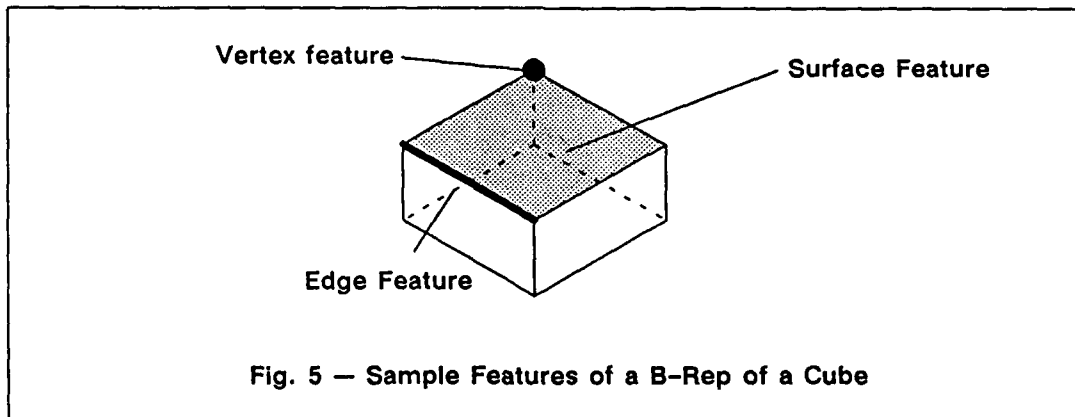 Vertex feature
Surface Feature
Edge Feature
Fig. 5 — Sample Features of a B-Rep of a Cube